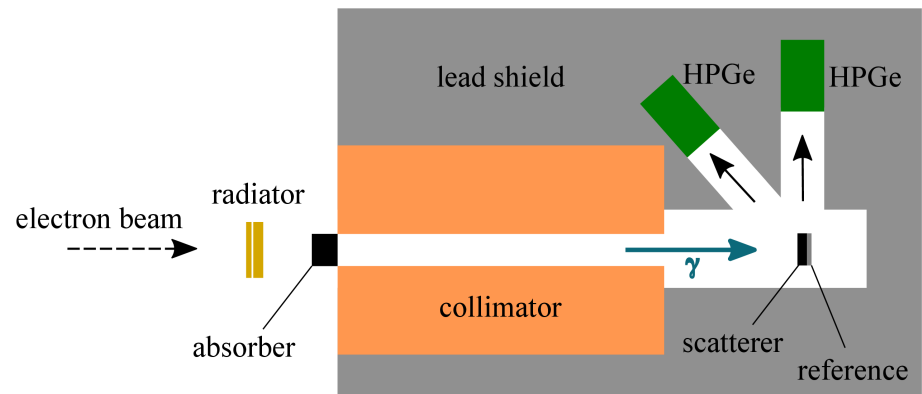 HPGe
lead shield
HPGe
radiator
electron beam
γ
collimator
absorber
scatterer
reference